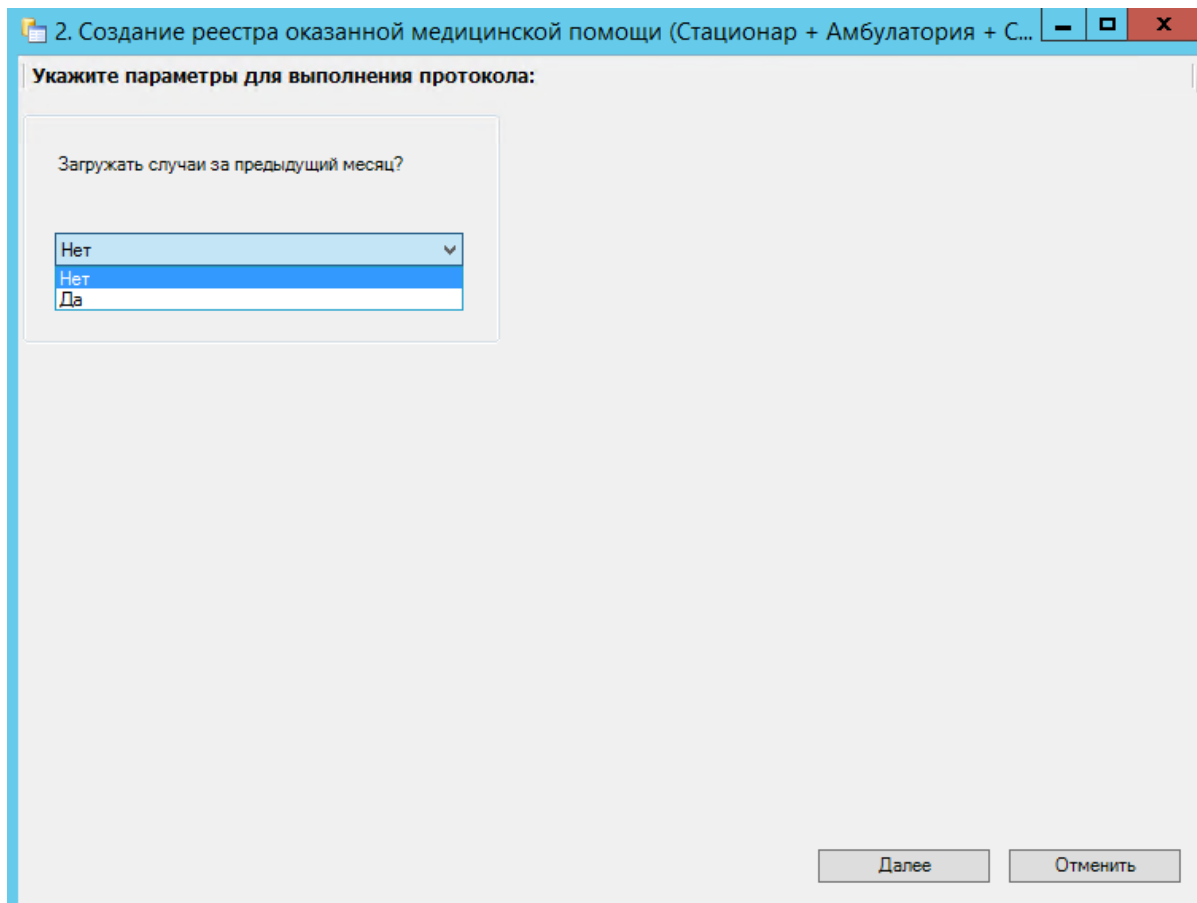 2. Создание реестра оказанной медицинской помощи (Стационар + Амбулатория + С...
Укажите параметры для выполнения протокола:
Загружать случаи за предыдущий месяц?
Нет
Нет
Да
Далее
Отменить